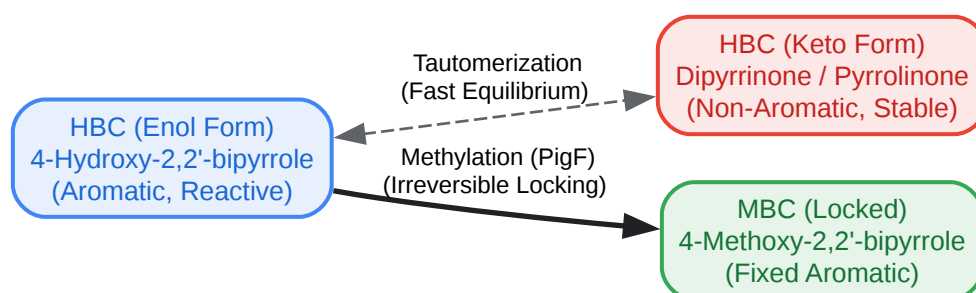 HBC (Enol Form)
4-Hydroxy-2,2'-bipyrrole
(Aromatic, Reactive)
Tautomerization
(Fast Equilibrium)
Methylation (PigF)
(Irreversible Locking)
HBC (Keto Form)
Dipyrrinone / Pyrrolinone
(Non-Aromatic, Stable)
MBC (Locked)
4-Methoxy-2,2'-bipyrrole
(Fixed Aromatic)